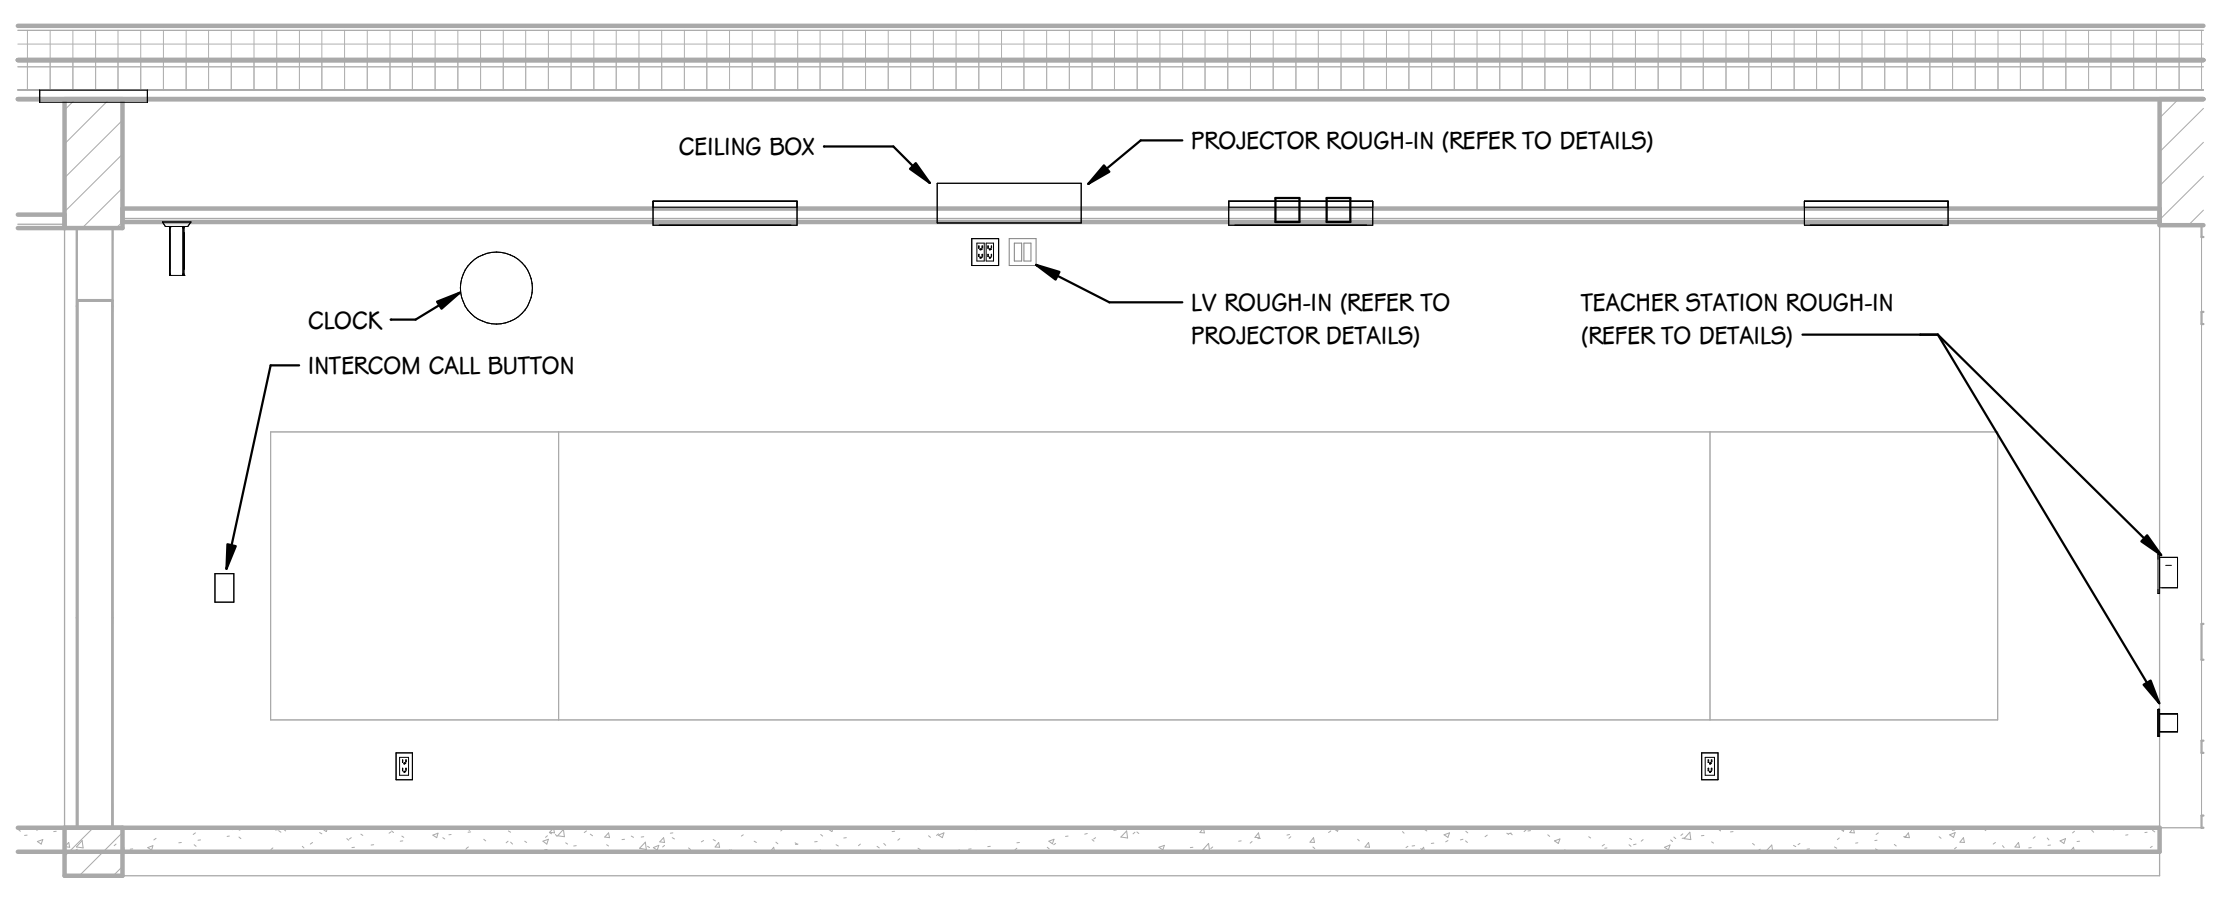 CEILING BOX
PROJECTOR ROUGH-IN (REFER TO DETAILS)
CLOCK
LV ROUGH-IN (REFER TO
PROJECTOR DETAILS)
TEACHER STATION ROUGH-IN
(REFER TO DETAILS)
INTERCOM CALL BUTTON